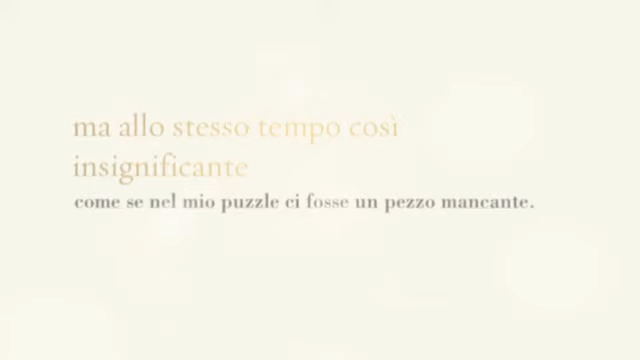 ma allo stesso tempo così
insignificante
come se nel mio puzzle ci fosse un pezzo mancante.